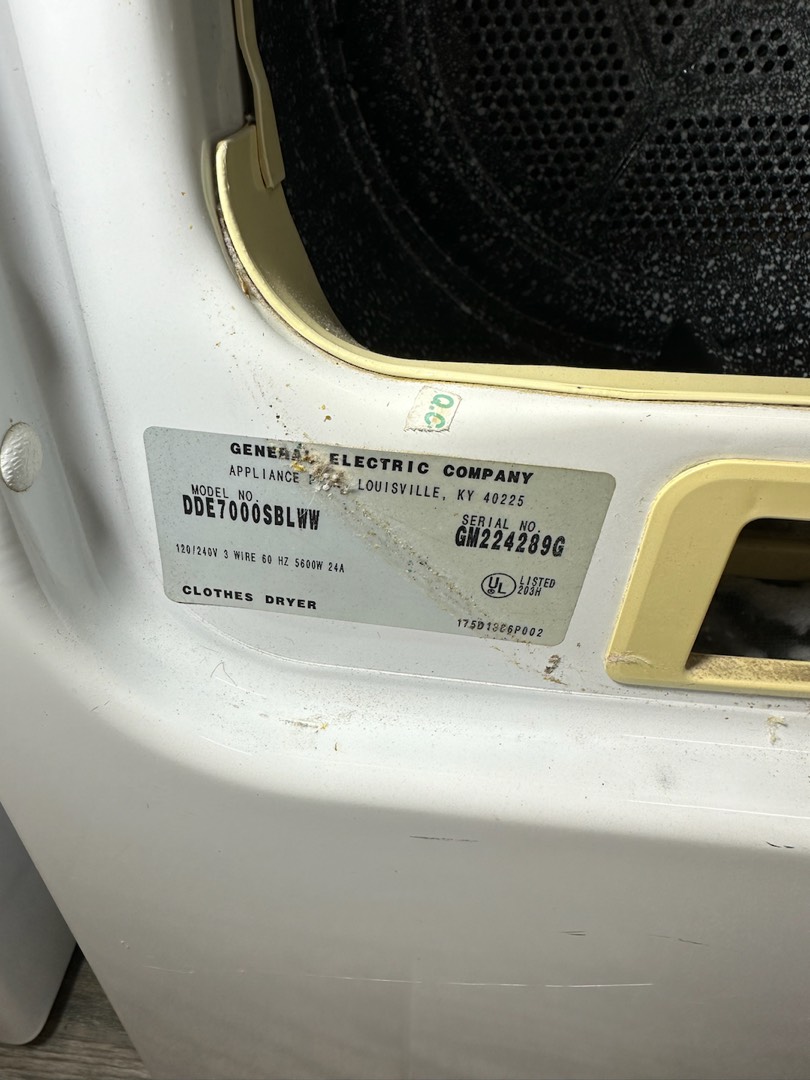 Q.C
GENERAL ELECTRIC COMPANY
APPLIANCE LOUISVILLE, KY 40225
MODEL NO.
DDE7000SBLWW
SERIAL NO.
GM224289G
120/240V 3 WIRE 60 HZ 5600W 24A
UL LISTED
203H
CLOTHES DRYER